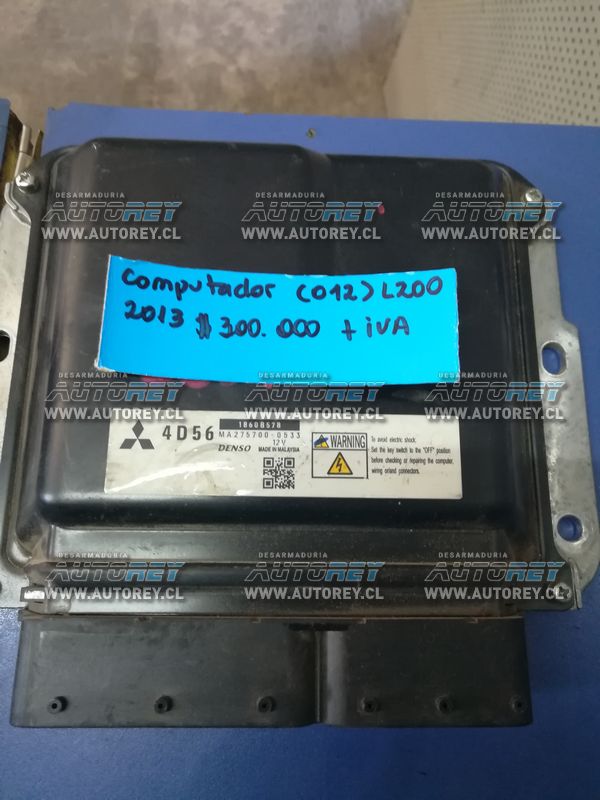 DESARMADURIA DESARMADURIA DESARMADURIA
AUTOREY AUTOREY AUTOREY
WWW.AUTOREY.CL WWW.AUTOREY.CL WWW.AUTOREY.CL
computador (012) L200
2013 $ 300.000 + iVA
DESARMADURIA DESARMADURIA DESARMADURIA
AUTOREY AUTOREY AUTOREY
WWW.AUTOREY.CL WWW.AUTOREY.CL WWW.AUTOREY.CL
4D56
1860B578
MA275700-0533
12V
DENSO MADE IN MALAYSIA
WARNING
To avoid electric shock.
Set the key switch to the "OFF" position
before checking or repairing the computer,
wiring or/and connectors.
DESARMADURIA DESARMADURIA DESARMADURIA
AUTOREY AUTOREY AUTOREY
WWW.AUTOREY.CL WWW.AUTOREY.CL WWW.AUTOREY.CL